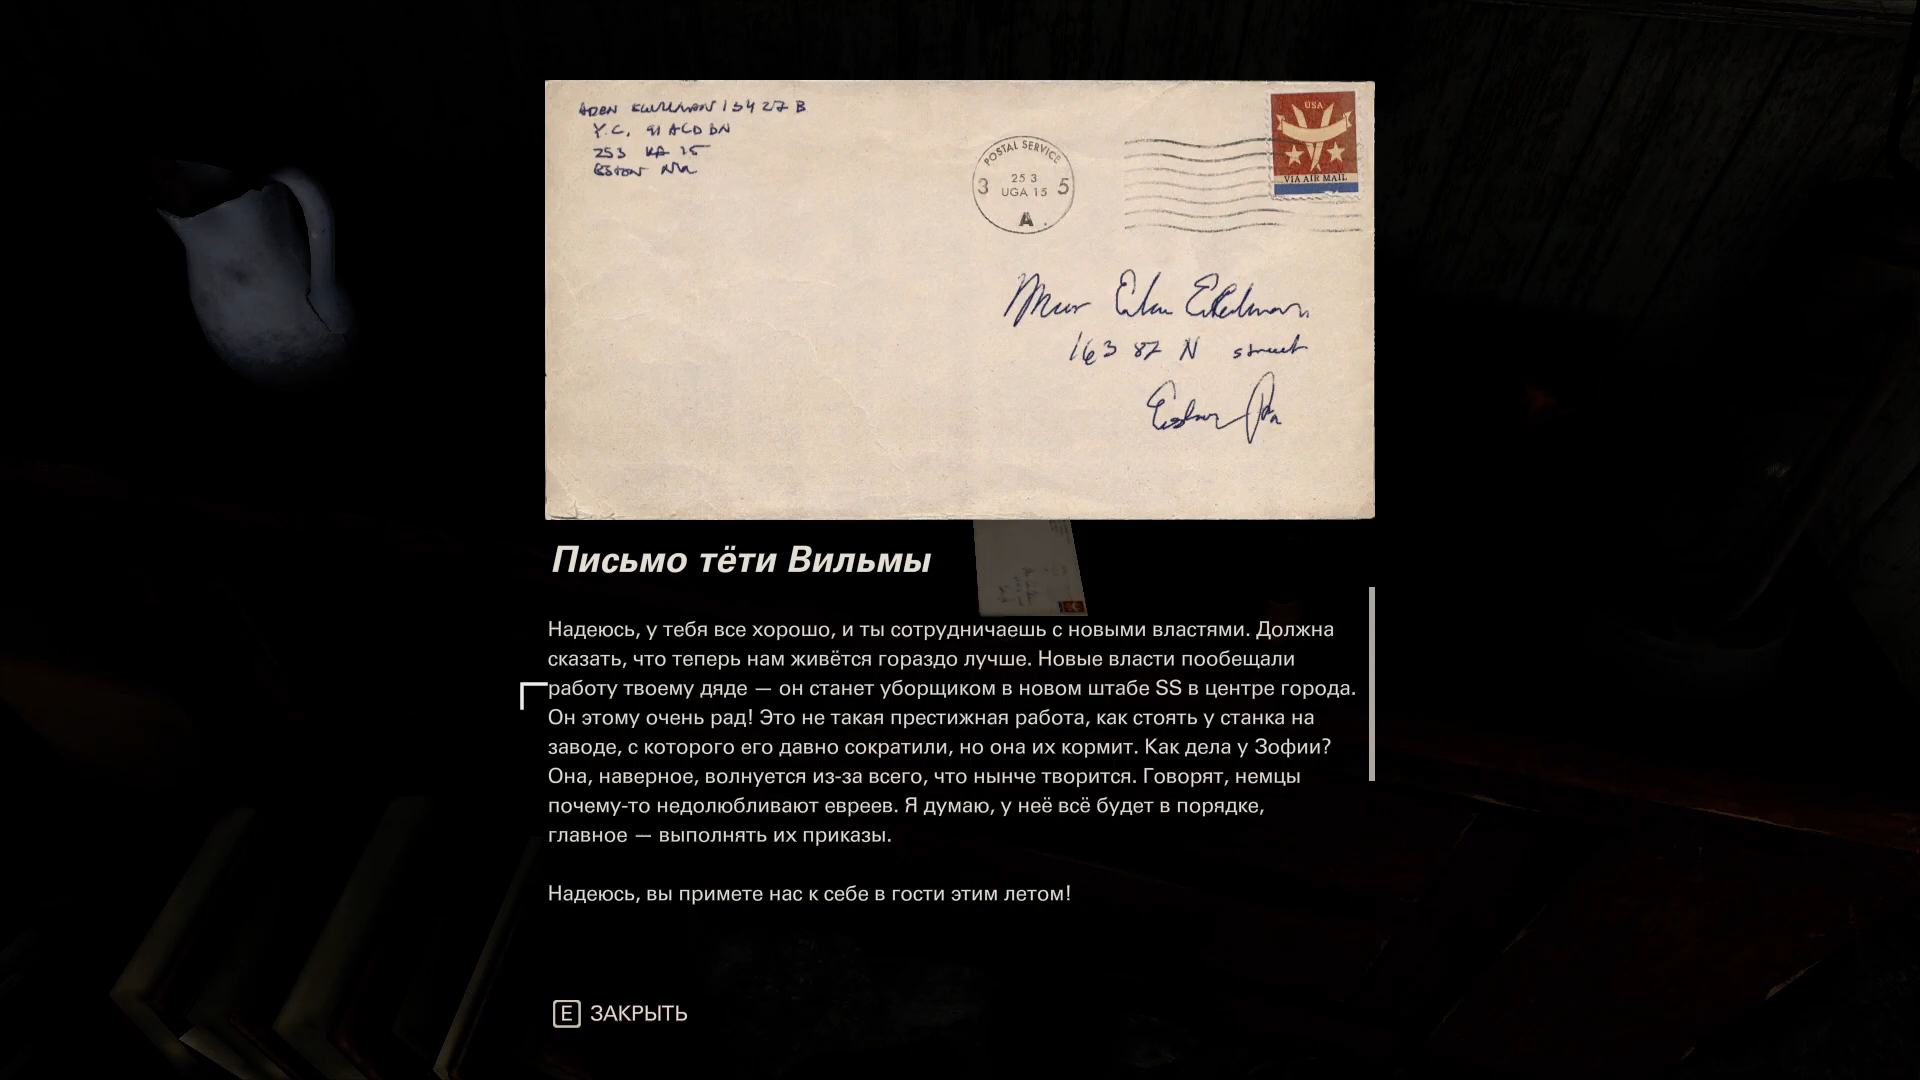 15427 B
253
POSTAL SERVICE
3 25 3 5
UGA 15
A
USA
VIA AIR MAIL
163 87 N street
Письмо тёти Вильмы
Надеюсь, у тебя все хорошо, и ты сотрудничаешь с новыми властями. Должна
сказать, что теперь нам живётся гораздо лучше. Новые власти пообещали
работу твоему дяде — он станет уборщиком в новом штабе SS в центре города.
Он этому очень рад! Это не такая престижная работа, как стоять у станка на
заводе, с которого его давно сократили, но она их кормит. Как дела у Зофии?
Она, наверное, волнуется из-за всего, что нынче творится. Говорят, немцы
почему-то недолюбливают евреев. Я думаю, у неё всё будет в порядке,
главное — выполнять их приказы.
Надеюсь, вы примете нас к себе в гости этим летом!
E ЗАКРЫТЬ